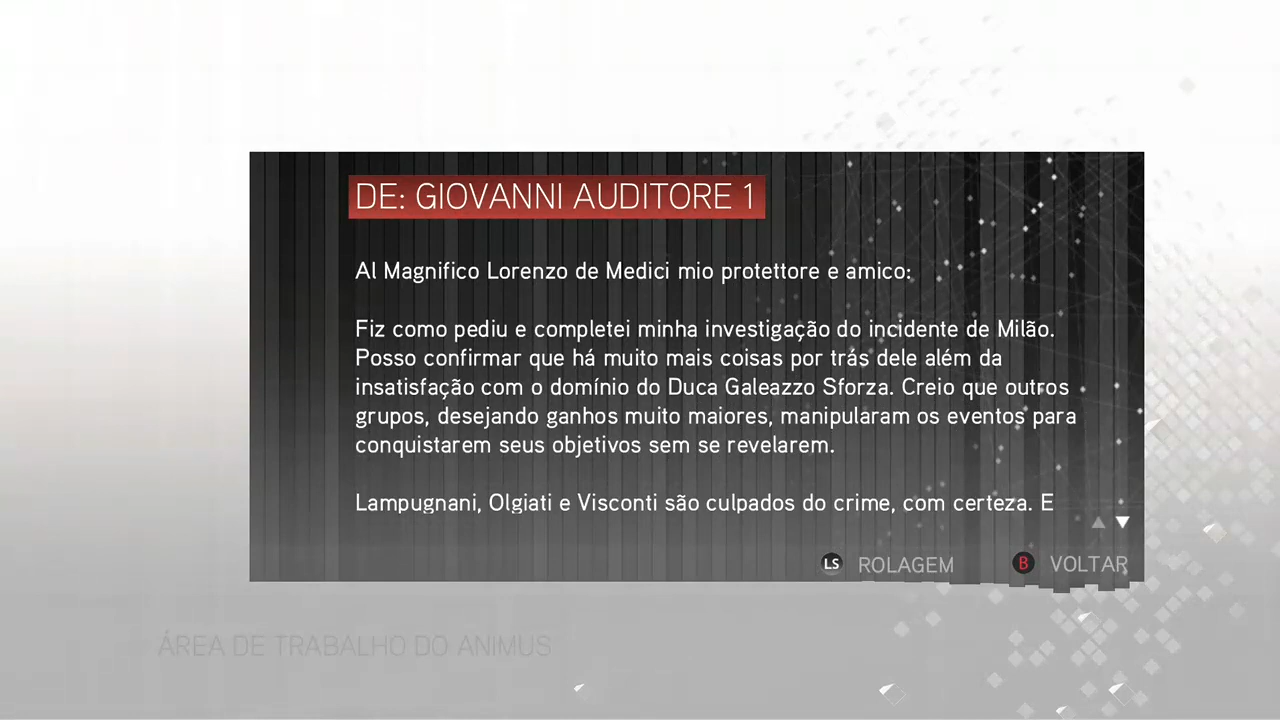 DE: GIOVANNI AUDITORE 1
Al Magnifico Lorenzo de Medici mio protettore e amico:
Fiz como pediu e completei minha investigação do incidente de Milão.
Posso confirmar que há muito mais coisas por trás dele além da
insatisfação com o domínio do Duca Galeazzo Sforza. Creio que outros
grupos, desejando ganhos muito maiores, manipularam os eventos para
conquistarem seus objetivos sem se revelarem.
Lampugnani, Olgiati e Visconti são culpados do crime, com certeza. E
LS ROLAGEM B VOLTAR
ÁREA DE TRABALHO DO ANIMUS